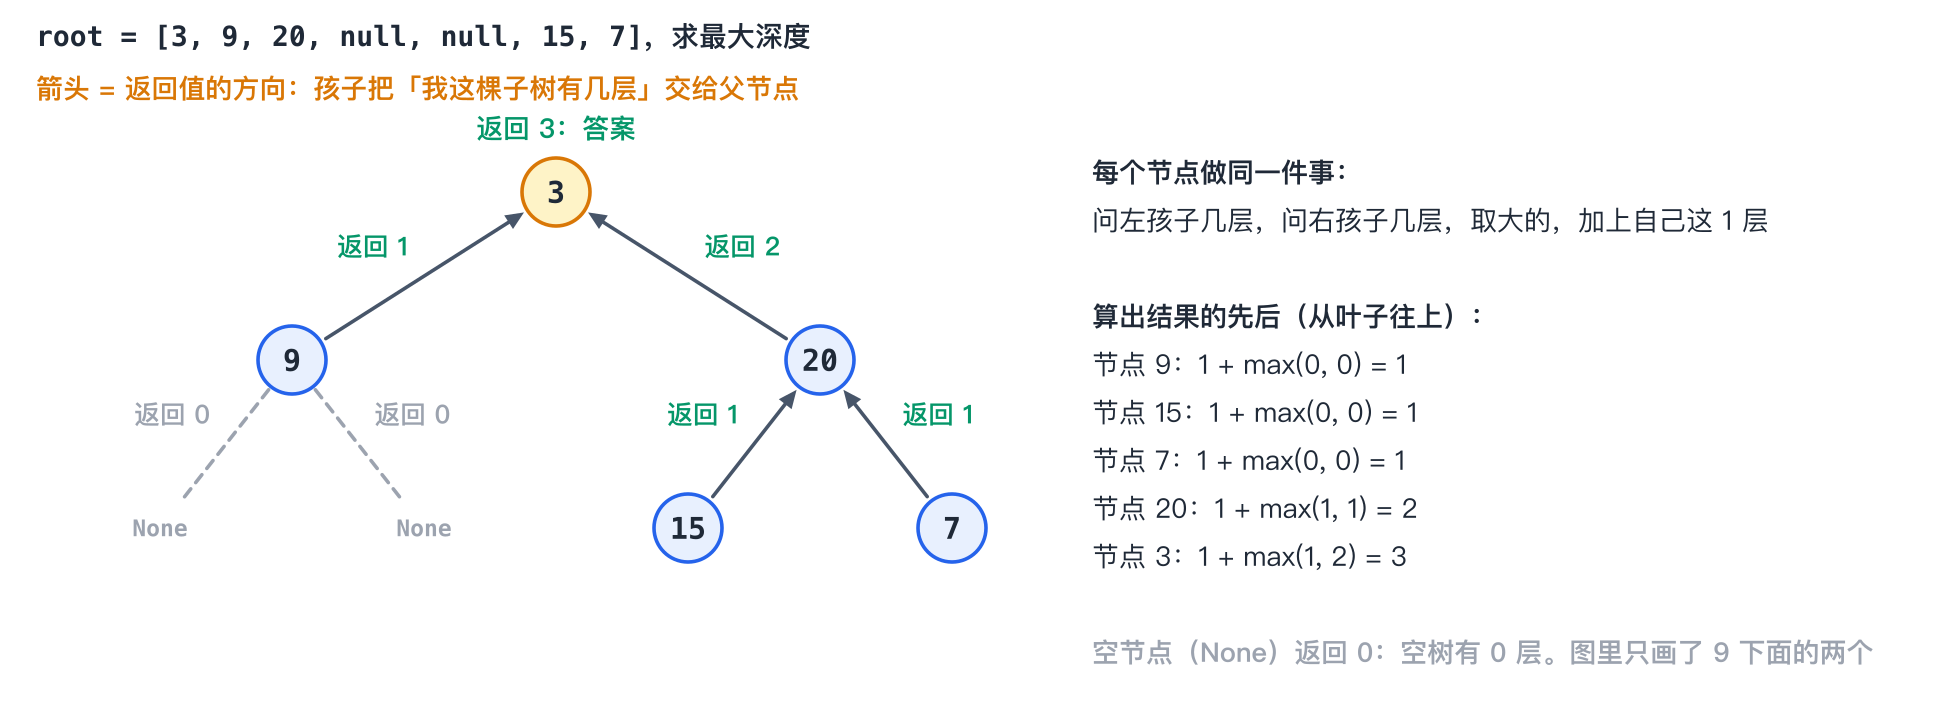 root = [3, 9, 20, null, null, 15, 7]，求最大深度
箭头 = 返回值的方向：孩子把「我这棵子树有几层」交给父节点
返回 3：答案
3
返回 1
返回 2
9
20
返回 0
返回 0
返回 1
返回 1
None
None
15
7
每个节点做同一件事：
问左孩子几层，问右孩子几层，取大的，加上自己这 1 层
算出结果的先后（从叶子往上）：
节点 9：1 + max(0, 0) = 1
节点 15：1 + max(0, 0) = 1
节点 7：1 + max(0, 0) = 1
节点 20：1 + max(1, 1) = 2
节点 3：1 + max(1, 2) = 3
空节点（None）返回 0：空树有 0 层。图里只画了 9 下面的两个